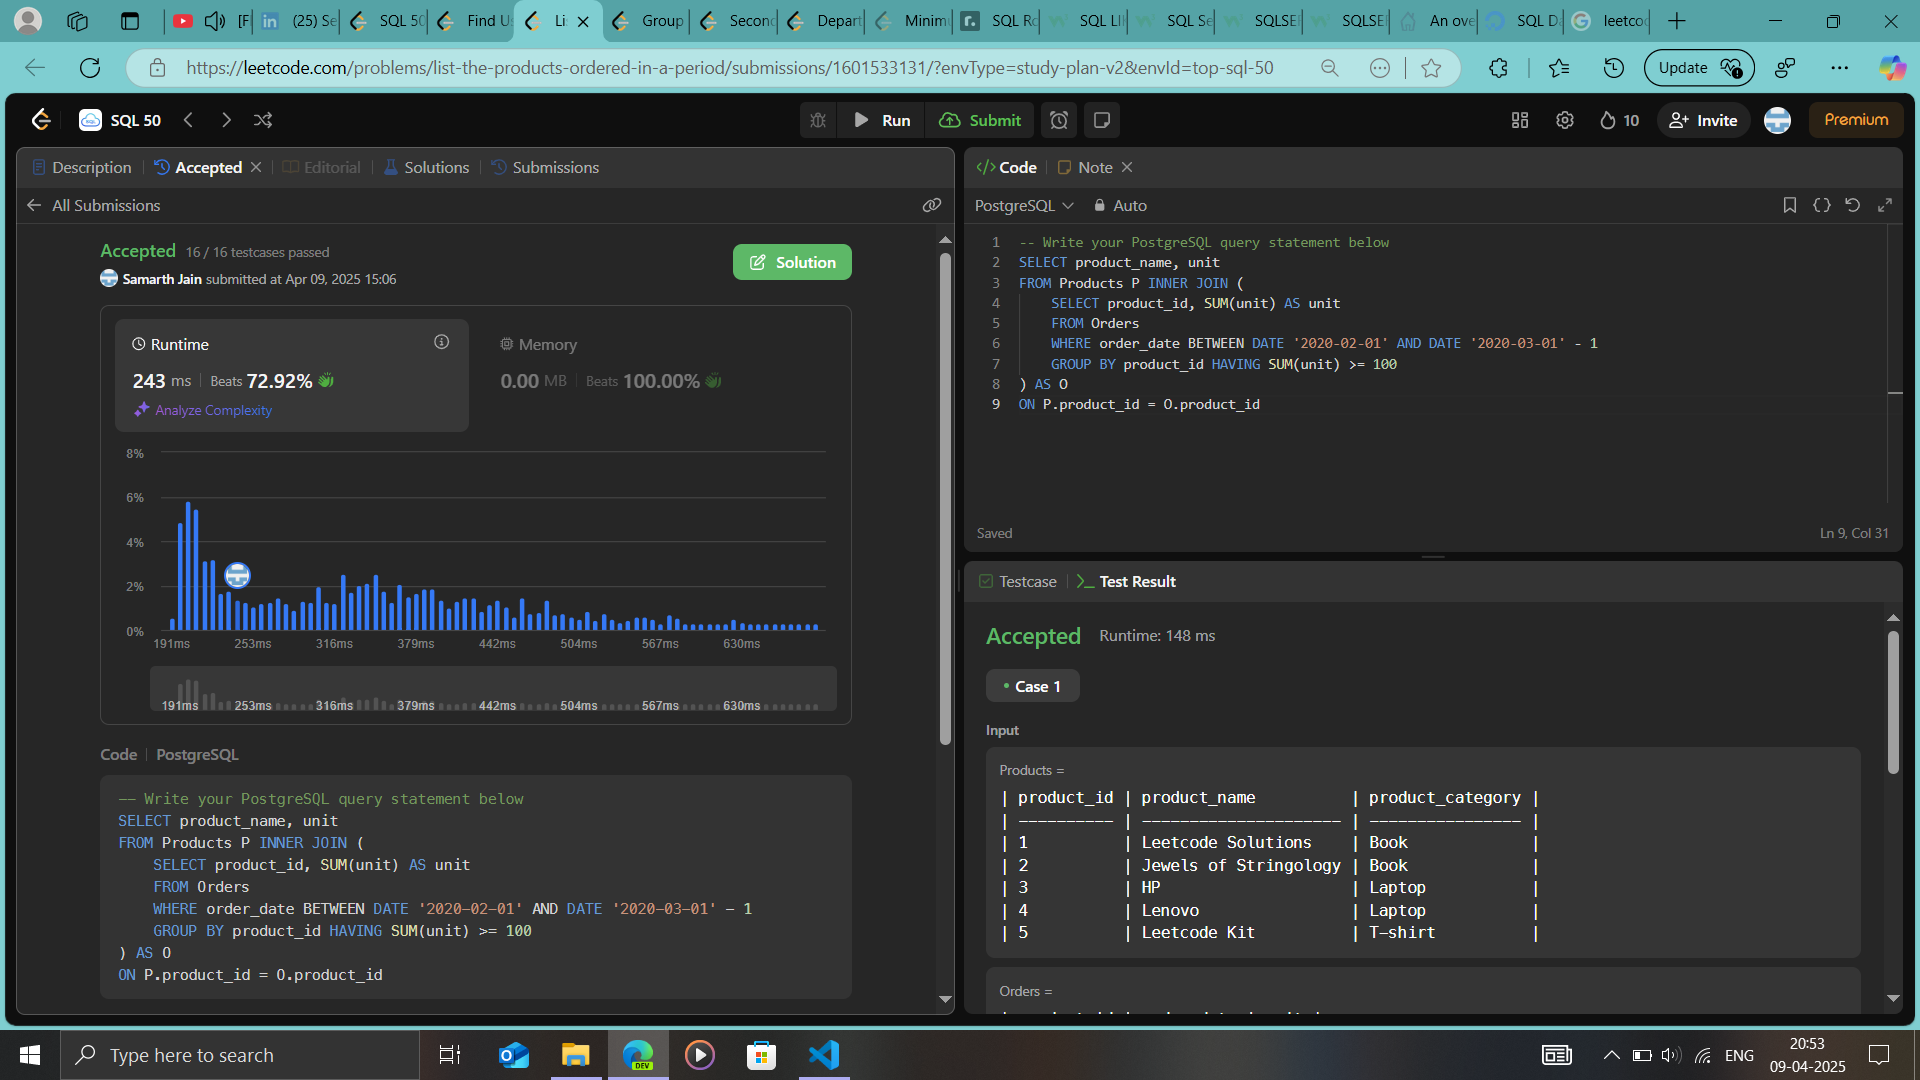 [F
(25) Se
SQL 50
Find Us
Li
Group
Second
Depart
Minimu
SQL Ro
SQL LI
SQL Se
SQLSE
SQLSE
An ove
SQL Da
leetcod
https://leetcode.com/problems/list-the-products-ordered-in-a-period/submissions/1601533131/?envType=study-plan-v2&envId=top-sql-50
Update
SQL 50
Run
Submit
10
Invite
Premium
Description
Accepted
Editorial
Solutions
Submissions
All Submissions
Accepted 16 / 16 testcases passed
Samarth Jain submitted at Apr 09, 2025 15:06
Solution
Runtime
243 ms
Beats 72.92%
Analyze Complexity
Memory
0.00 MB
Beats 100.00%
8%
6%
4%
2%
0%
191ms 253ms 316ms 379ms 442ms 504ms 567ms 630ms
191ms 253ms 316ms 379ms 442ms 504ms 567ms 630ms
Code
PostgreSQL
-- Write your PostgreSQL query statement below
SELECT product_name, unit
FROM Products P INNER JOIN (
    SELECT product_id, SUM(unit) AS unit
    FROM Orders
    WHERE order_date BETWEEN DATE '2020-02-01' AND DATE '2020-03-01' - 1
    GROUP BY product_id HAVING SUM(unit) >= 100
) AS O
ON P.product_id = O.product_id
</> Code
Note
PostgreSQL
Auto
1 -- Write your PostgreSQL query statement below
2 SELECT product_name, unit
3 FROM Products P INNER JOIN (
4     SELECT product_id, SUM(unit) AS unit
5     FROM Orders
6     WHERE order_date BETWEEN DATE '2020-02-01' AND DATE '2020-03-01' - 1
7     GROUP BY product_id HAVING SUM(unit) >= 100
8 ) AS O
9 ON P.product_id = O.product_id
Saved
Ln 9, Col 31
Testcase
Test Result
Accepted Runtime: 148 ms
• Case 1
Input
Products =
| product_id | product_name          | product_category |
| ---------- | --------------------- | ---------------- |
| 1          | Leetcode Solutions    | Book             |
| 2          | Jewels of Stringology | Book             |
| 3          | HP                    | Laptop           |
| 4          | Lenovo                | Laptop           |
| 5          | Leetcode Kit          | T-shirt          |
Orders =
Type here to search
DEV
ENG
20:53
09-04-2025